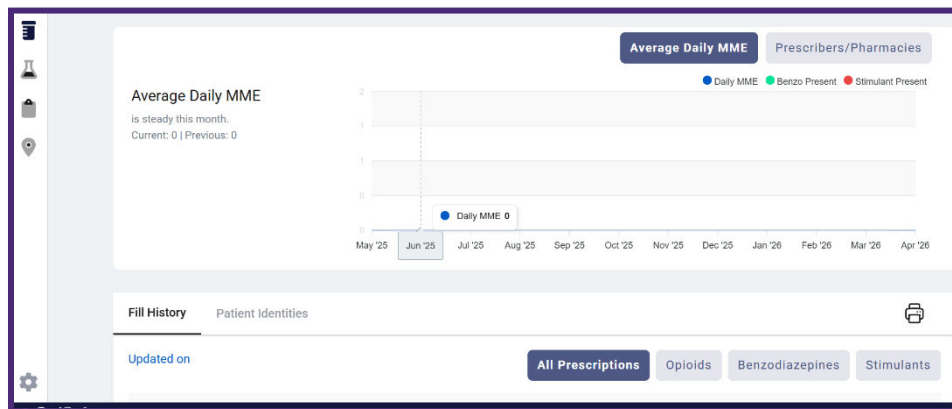 Average Daily MME Prescribers/Pharmacies
Daily MME Benzo Present Stimulant Present
Average Daily MME
is steady this month.
Current: 0 | Previous: 0
2
1
1
0
0
Daily MME 0
May '25 Jun '25 Jul '25 Aug '25 Sep '25 Oct '25 Nov '25 Dec '25 Jan '26 Feb '26 Mar '26 Apr '26
Fill History Patient Identities
Updated on
All Prescriptions Opioids Benzodiazepines Stimulants